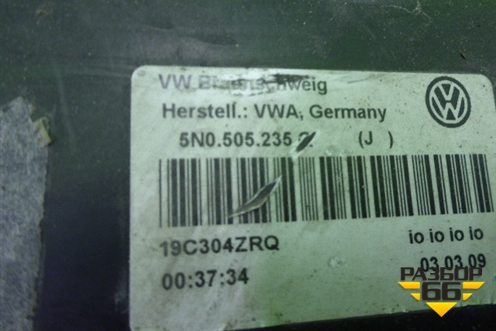 VW Braunschweig
Herstell.: VWA, Germany
5N0.505.235 (J )
19C304ZRQ
io io io io
00:37:34
03.03.09
РАЗБОР
66